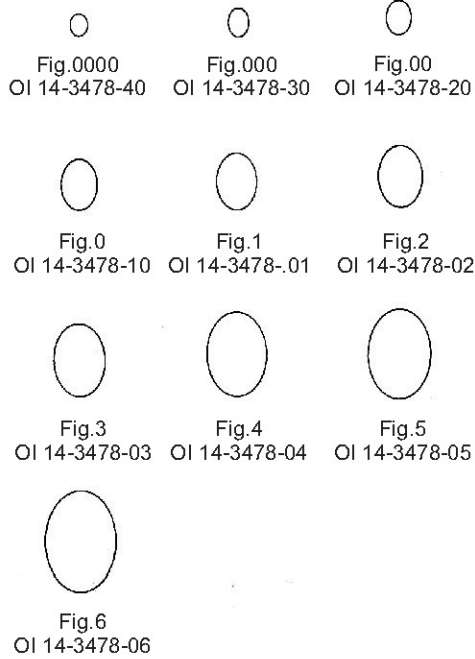 Fig.0000
OI 14-3478-40
Fig.000
OI 14-3478-30
Fig.00
OI 14-3478-20
Fig.0
OI 14-3478-10
Fig.1
OI 14-3478-.01
Fig.2
OI 14-3478-02
Fig.3
OI 14-3478-03
Fig.4
OI 14-3478-04
Fig.5
OI 14-3478-05
Fig.6
OI 14-3478-06